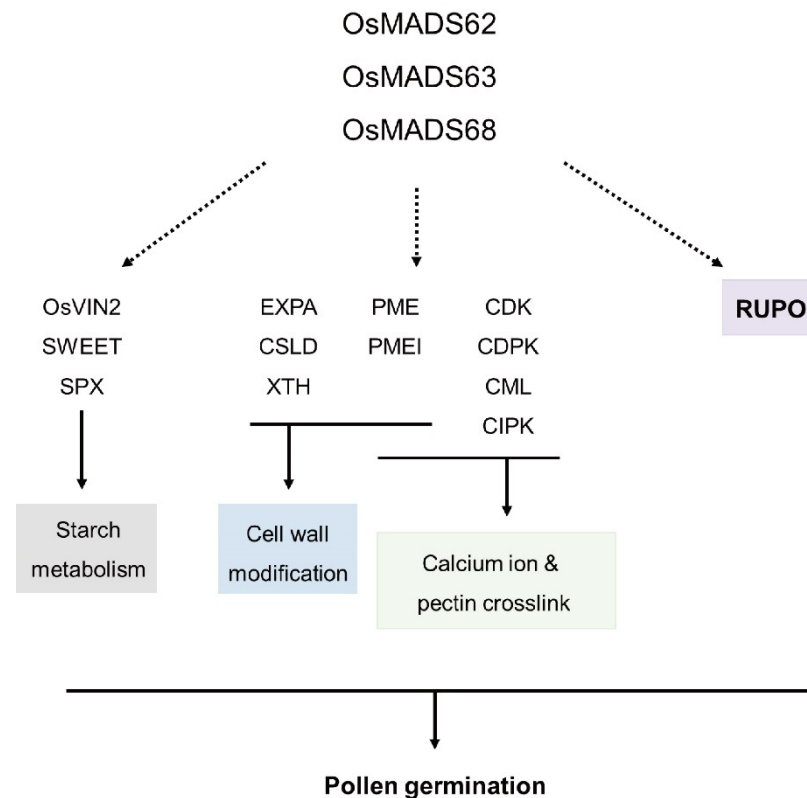 OsMADS62
OsMADS63
OsMADS68
OsVIN2
SWEET
SPX
EXPA
CSLD
XTH
PME
PMEI
CDK
CDPK
CML
CIPK
RUPO
Starch
metabolism
Cell wall
modification
Calcium ion &
pectin crosslink
Pollen germination